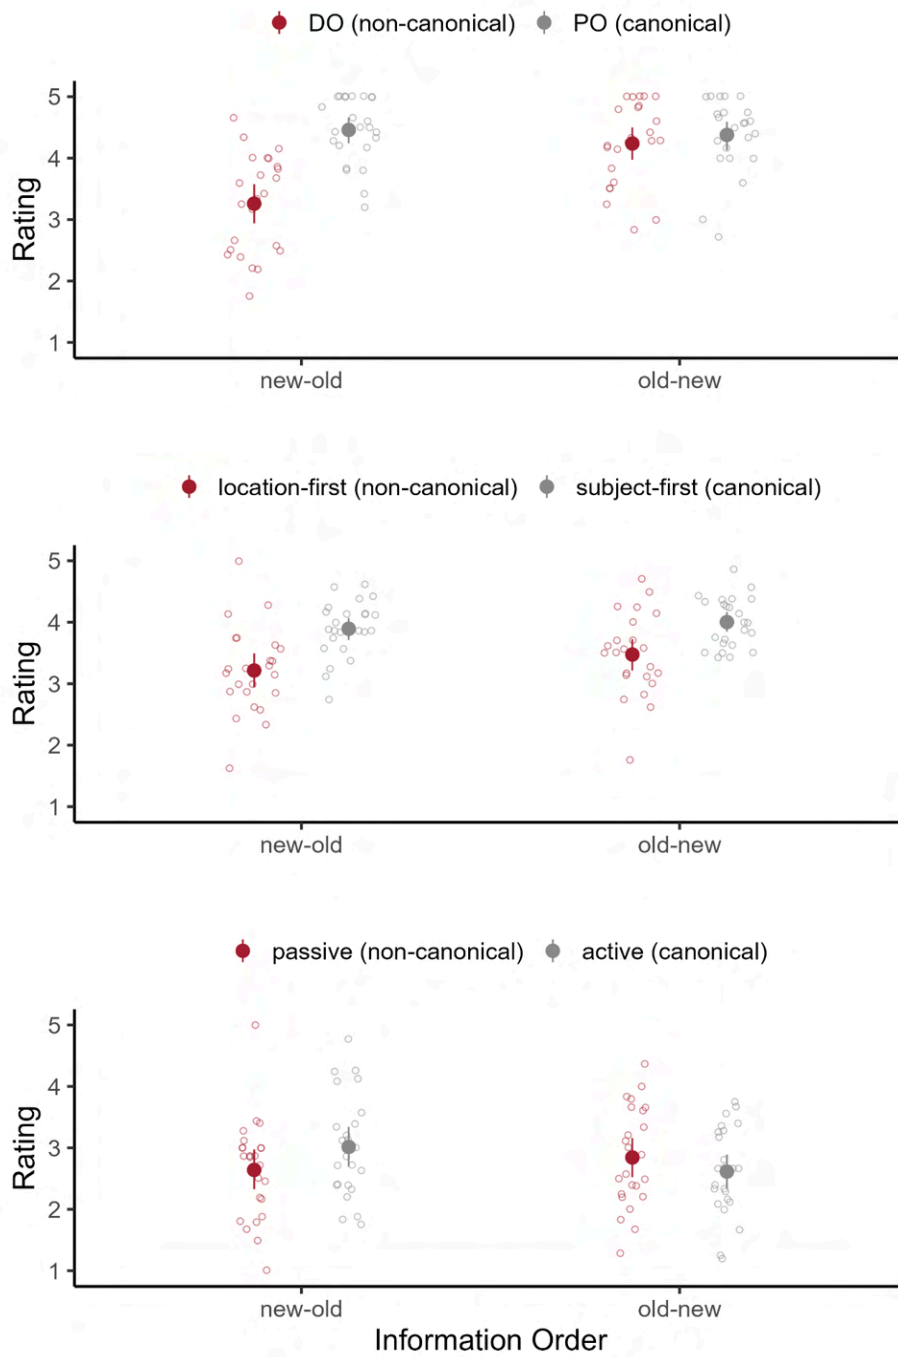 DO (non-canonical) PO (canonical)
Rating
5
4
3
2
1
new-old old-new
location-first (non-canonical) subject-first (canonical)
Rating
5
4
3
2
1
new-old old-new
passive (non-canonical) active (canonical)
Rating
5
4
3
2
1
new-old old-new
Information Order